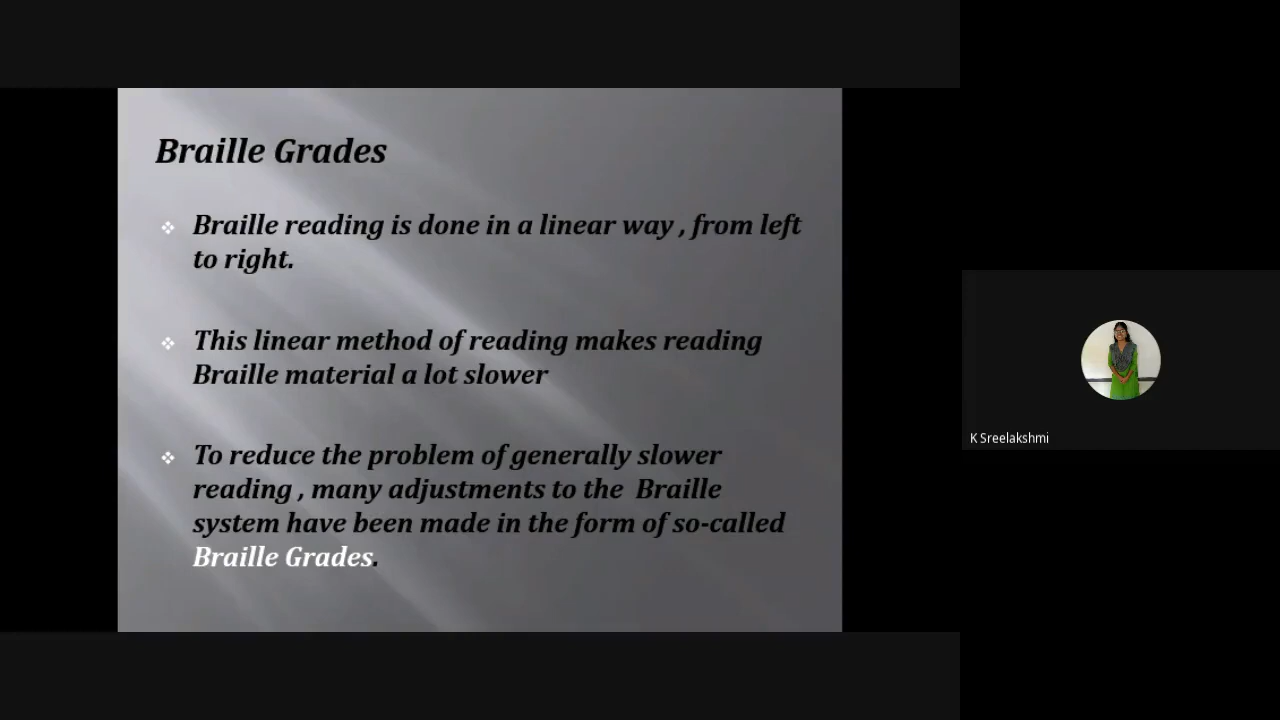 Braille Grades
Braille reading is done in a linear way , from left
to right.
This linear method of reading makes reading
Braille material a lot slower
To reduce the problem of generally slower
reading , many adjustments to the  Braille
system have been made in the form of so-called
Braille Grades.
K Sreelakshmi